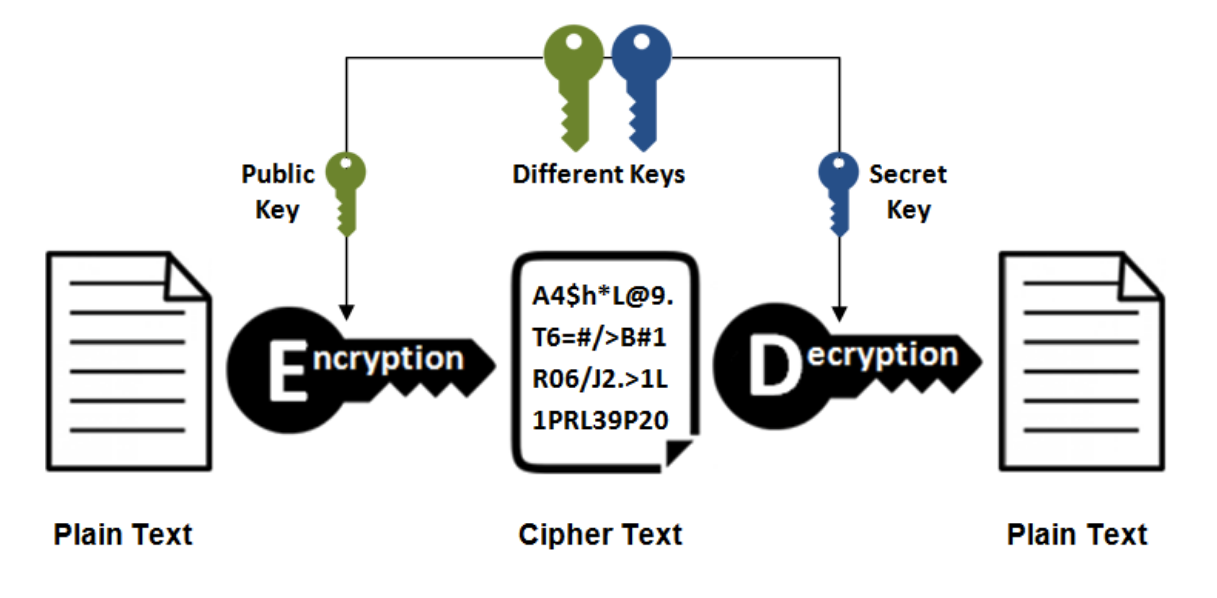 Public
Key
Different Keys
Secret
Key
Encryption
A4$h*L@9.
T6=#/>B#1
R06/J2.>1L
1PRL39P20
Decryption
Plain Text
Cipher Text
Plain Text